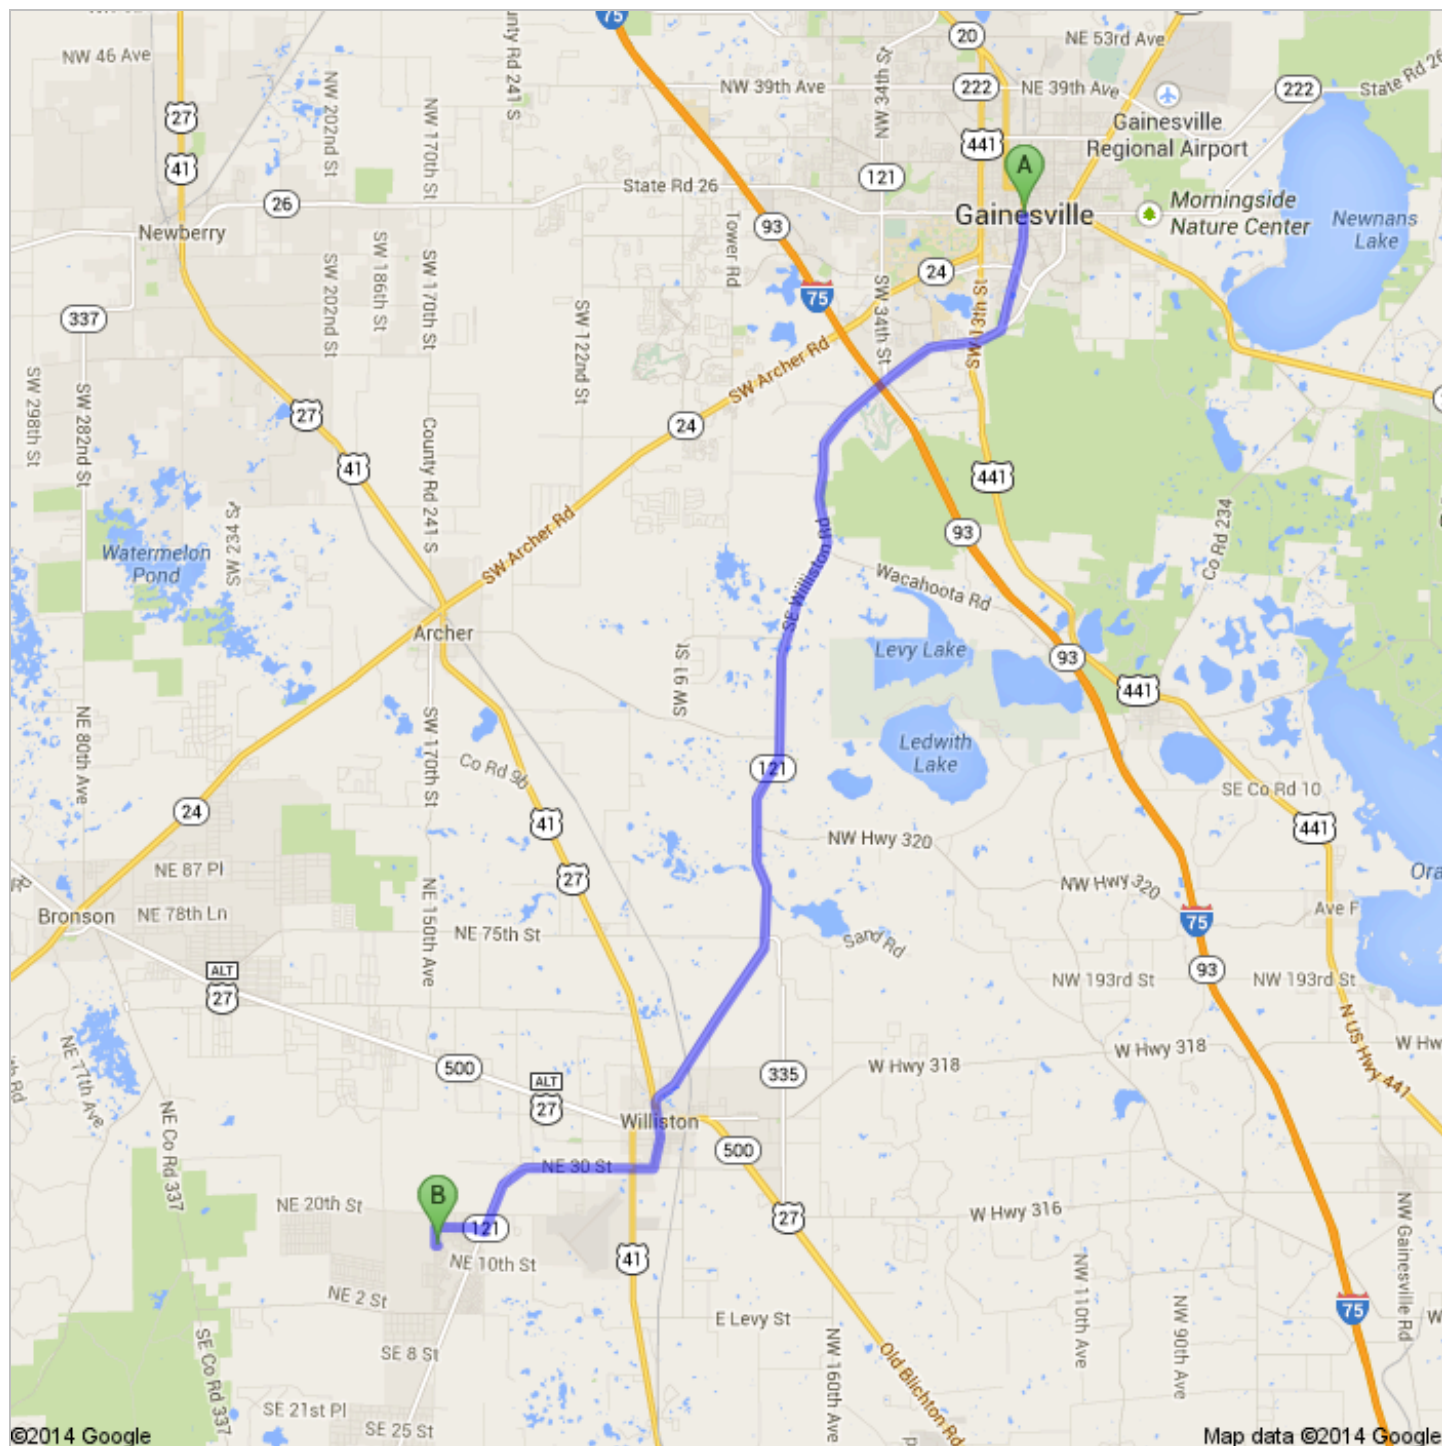 75
NW 46 Ave
unty Rd 241 S
20
NE 53rd Ave
27
NW 202nd St
NW 170th St
NW 39th Ave
NW 34th St
222
NE 39th Ave
222
State Rd 26
41
441
Gainesville
Regional Airport
26
State Rd 26
121
A
Newberry
Tower Rd
93
Gainesville
Morningside
Nature Center
Newnans
Lake
SW 186th St
SW 202nd St
SW 170th St
24
75
337
SW 122nd St
SW 34th St
SW 13th St
SW 298th St
SW 282nd St
27
SW Archer Rd
24
41
County Rd 241 S
441
93
Co Rd 234
Watermelon
Pond
SW 234 St
SW Archer Rd
SE Williston Rd
Wacahoota Rd
Archer
SW 91 St
Levy Lake
93
441
NE 80th Ave
SW 170th St
Co Rd 9b
Ledwith
Lake
121
SE Co Rd 10
24
41
441
NW Hwy 320
NE 87 Pl
27
NW Hwy 320
Ora
Bronson
NE 78th Ln
NE 150th Ave
NE 75th St
Sand Rd
75
Ave F
93
NW 193rd St
NW 193rd St
ALT
27
N US Hwy 441
NE 77th Ave
500
ALT
27
335
W Hwy 318
W Hwy 318
W Hw
NE Co Rd 337
Williston
500
NE 30 St
B
NE 20th St
121
27
W Hwy 316
NW Gainesville Rd
NE 10th St
41
NE 2 St
75
E Levy St
NW 110th Ave
NW 90th Ave
SE 8 St
SE Co Rd 337
NW 160th Ave
Old Blichton Rd
SE 21st Pl
SE 25 St
©2014 Google
Map data ©2014 Google